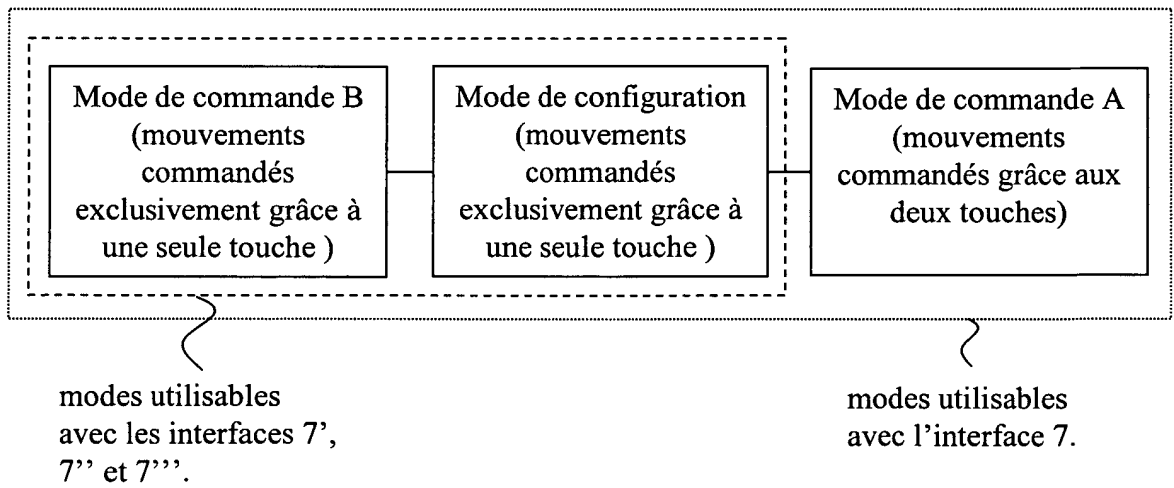 Mode de commande B
(mouvements
commandés
exclusivement grâce à
une seule touche )
Mode de configuration
(mouvements
commandés
exclusivement grâce à
une seule touche )
Mode de commande A
(mouvements
commandés grâce aux
deux touches)
modes utilisables
avec les interfaces 7’,
7’’ et 7’’’.
modes utilisables
avec l’interface 7.